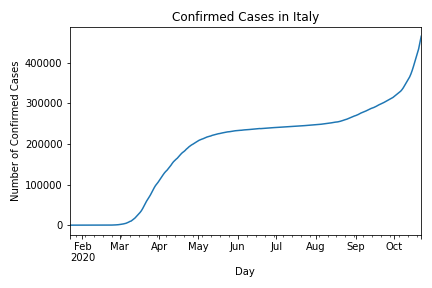 Confirmed Cases in Italy
Number of Confirmed Cases
400000
300000
200000
100000
0
Feb Mar Apr May Jun Jul Aug Sep Oct
2020
Day